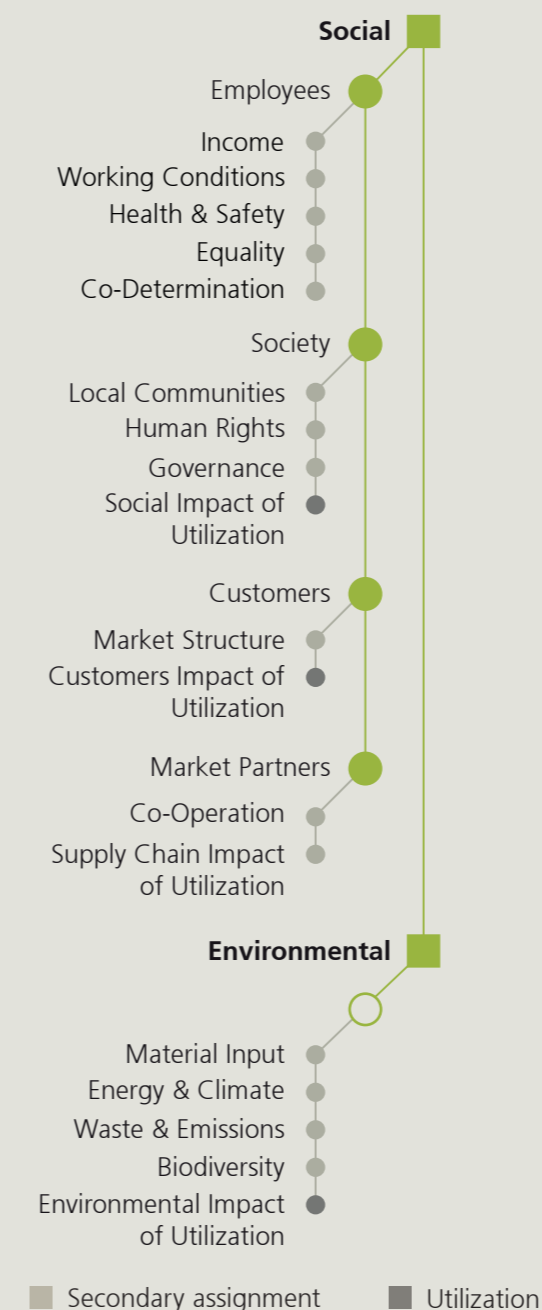 Social
Employees
Income
Working Conditions
Health & Safety
Equality
Co-Determination
Society
Local Communities
Human Rights
Governance
Social Impact of
Utilization
Customers
Market Structure
Customers Impact of
Utilization
Market Partners
Co-Operation
Supply Chain Impact
of Utilization
Environmental
Material Input
Energy & Climate
Waste & Emissions
Biodiversity
Environmental Impact
of Utilization
Secondary assignment
Utilization